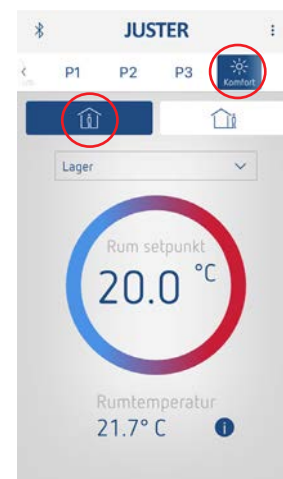 JUSTER
P1 P2 P3 Komfort
Lager
Rum setpunkt
20.0 °C
Rumtemperatur
21.7° C i